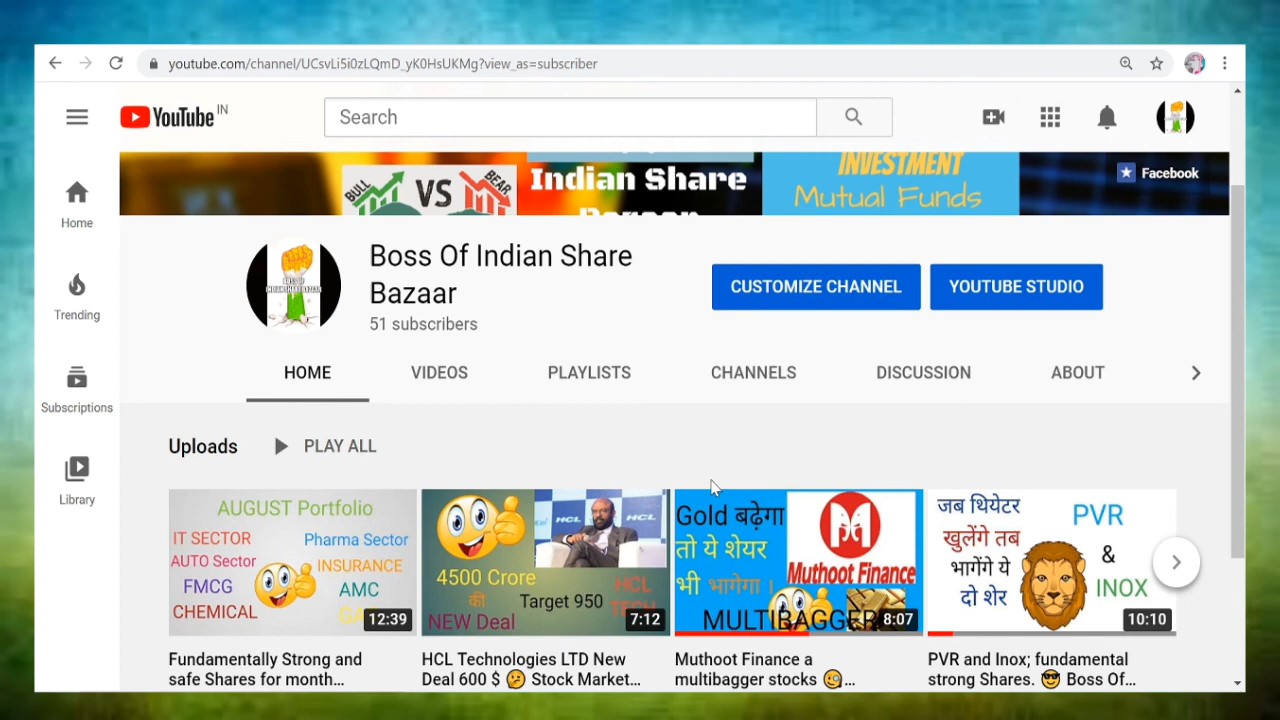 youtube.com/channel/UCsvLi5i0zLQmD_yK0HsUKMg?view_as=subscriber
YouTube IN
Search
BULL VS BEAR
Indian Share
INVESTMENT
Mutual Funds
Facebook
Home
Trending
Subscriptions
Library
Boss Of Indian Share
Bazaar
51 subscribers
CUSTOMIZE CHANNEL
YOUTUBE STUDIO
HOME
VIDEOS
PLAYLISTS
CHANNELS
DISCUSSION
ABOUT
Uploads
PLAY ALL
AUGUST Portfolio
IT SECTOR
Pharma Sector
AUTO Sector
INSURANCE
FMCG
AMC
CHEMICAL
12:39
HCL
HCL
4500 Crore
की
NEW Deal
Target 950
HCL
TECH
7:12
Gold बढ़ेगा
तो ये शेयर
भी भागेगा ।
Muthoot Finance
MULTIBAGGER
8:07
जब थियेटर
खुलेंगे तब
भागेंगे ये
दो शेर
PVR
&
INOX
10:10
Fundamentally Strong and
safe Shares for month...
HCL Technologies LTD New
Deal 600 $ 🤔 Stock Market...
Muthoot Finance a
multibagger stocks 🧐...
PVR and Inox; fundamental
strong Shares. 😎 Boss Of...